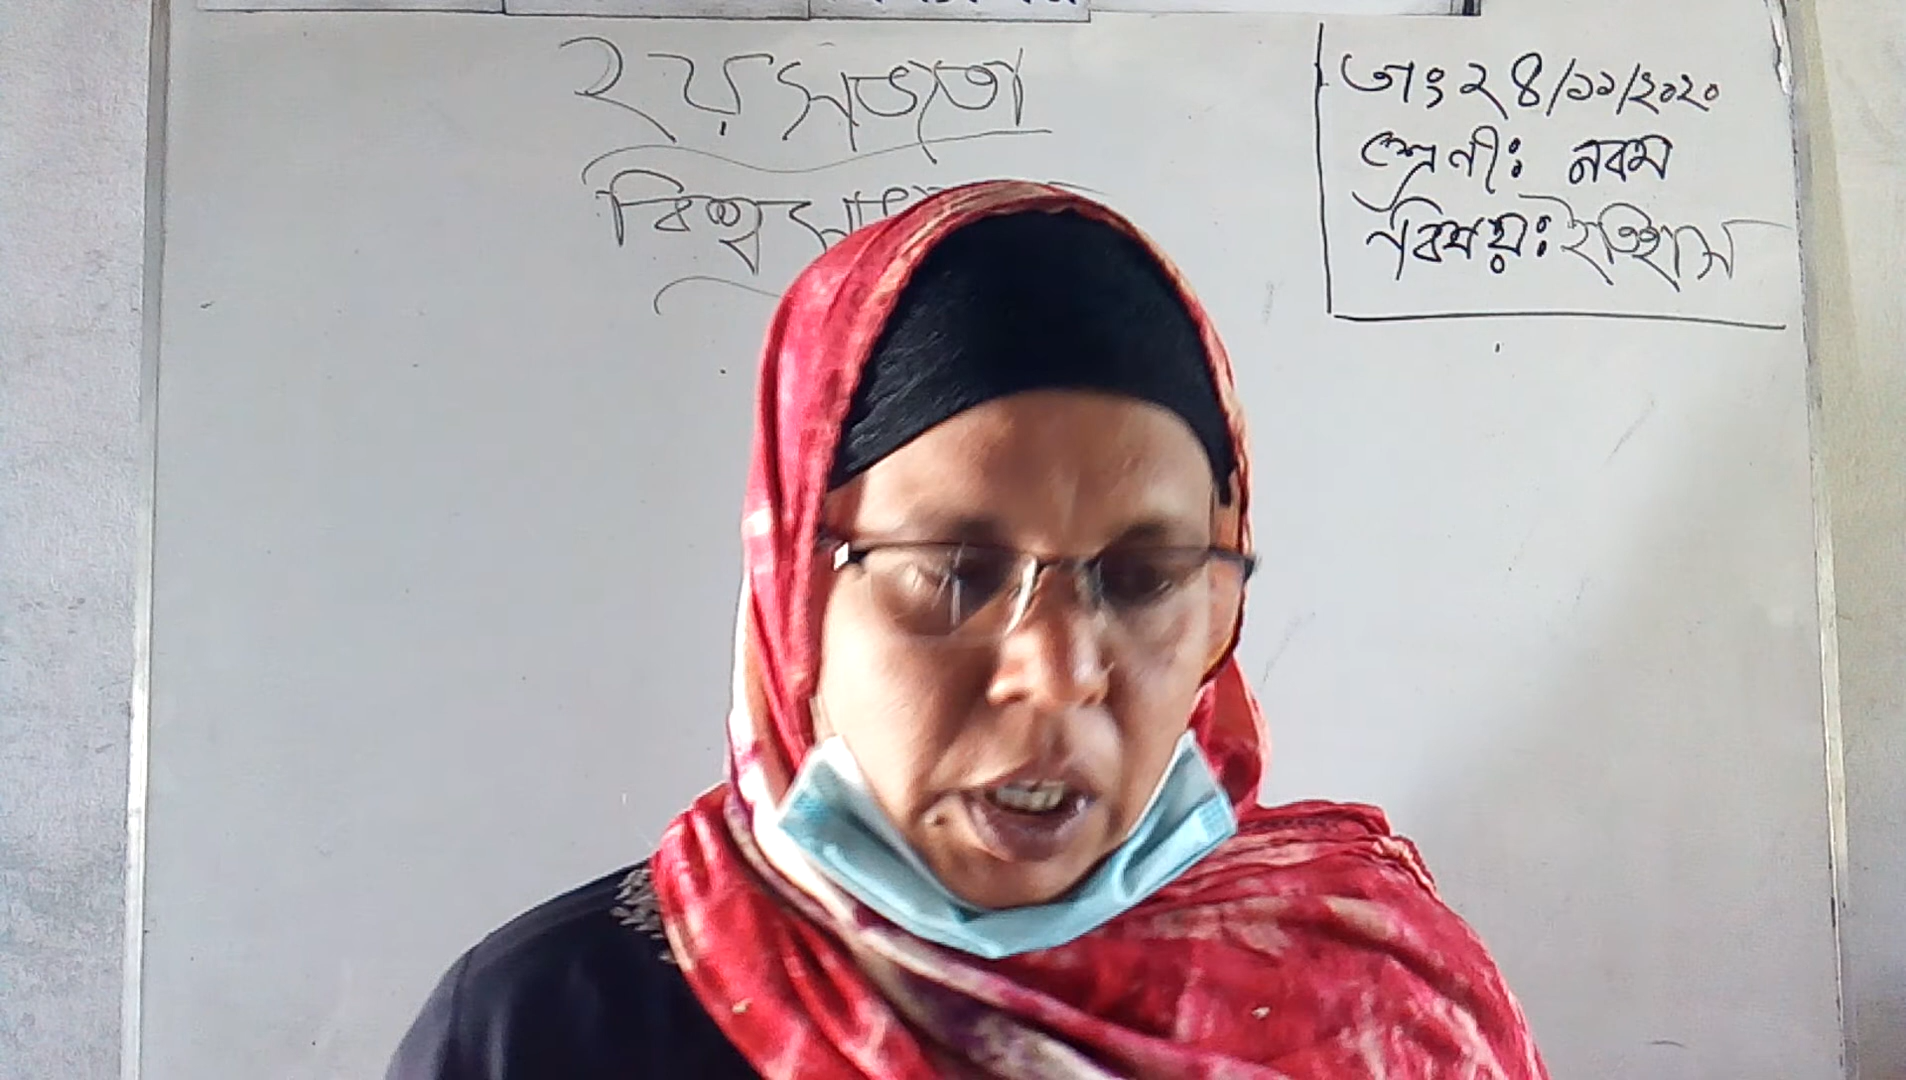 ২য় সভ্যতা
বিশ্ব
তাং ২৪/১১/২০২০
শ্রেণীঃ নবম
বিষয়ঃ ইতিহাস